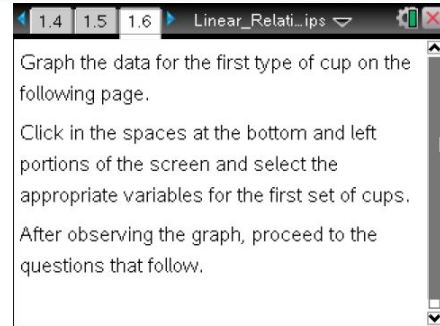 1.4 1.5 1.6 Linear_Relati...ips
Graph the data for the first type of cup on the
following page.
Click in the spaces at the bottom and left
portions of the screen and select the
appropriate variables for the first set of cups.
After observing the graph, proceed to the
questions that follow.